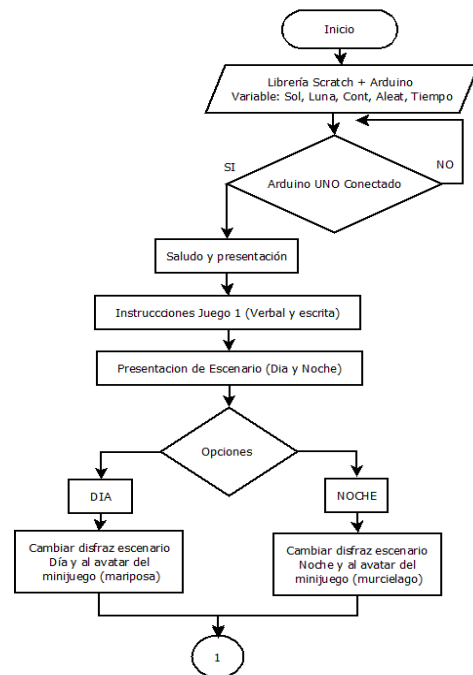 Inicio
Librería Scratch + Arduino
Variable: Sol, Luna, Cont, Aleat, Tiempo
NO
SI
Arduino UNO Conectado
Saludo y presentación
Instruccciones Juego 1 (Verbal y escrita)
Presentacion de Escenario (Dia y Noche)
Opciones
DIA
NOCHE
Cambiar disfraz escenario
Día y al avatar del
minijuego (mariposa)
Cambiar disfraz escenario
Noche y al avatar del
minijuego (murcielago)
1